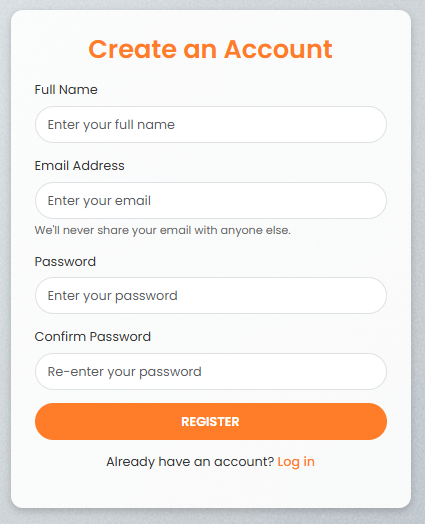 Create an Account
Full Name
Enter your full name
Email Address
Enter your email
We'll never share your email with anyone else.
Password
Enter your password
Confirm Password
Re-enter your password
REGISTER
Already have an account? Log in